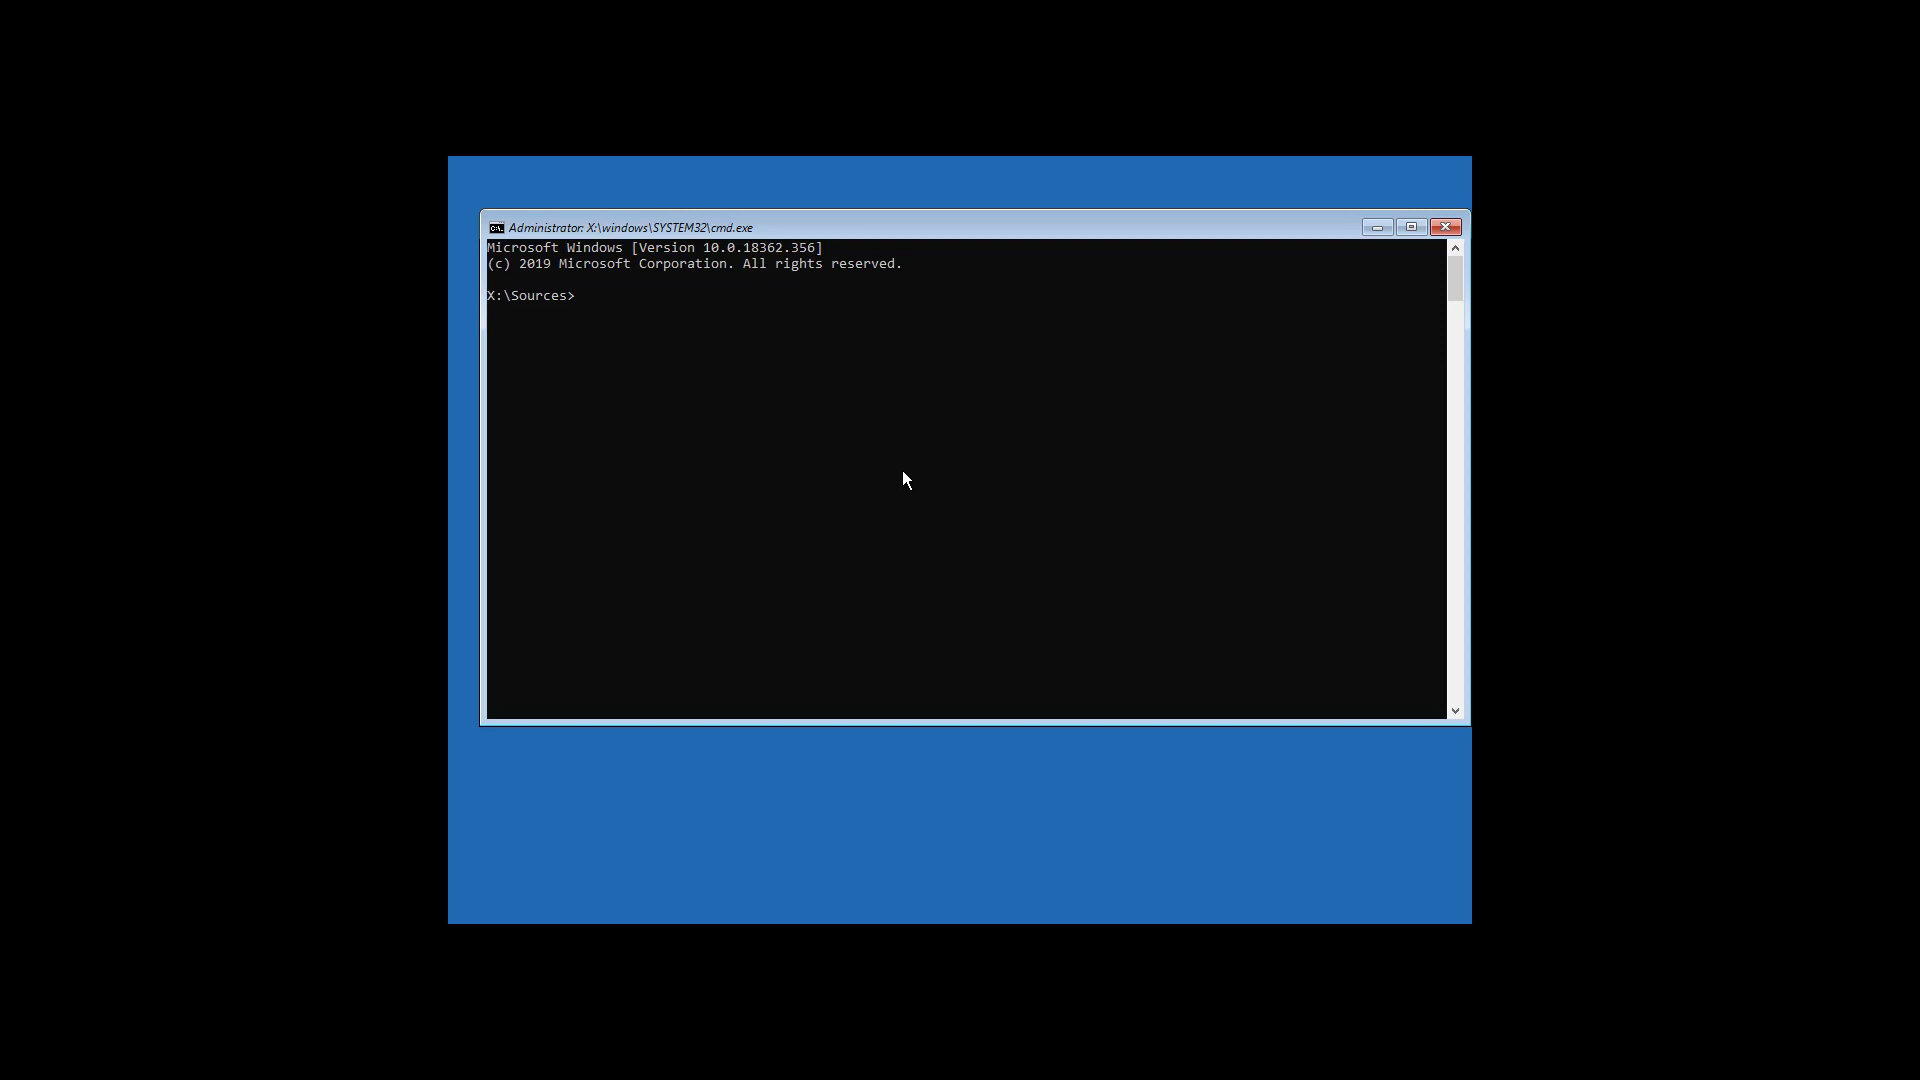 Administrator: X:\windows\SYSTEM32\cmd.exe
Microsoft Windows [Version 10.0.18362.356]
(c) 2019 Microsoft Corporation. All rights reserved.
X:\Sources>